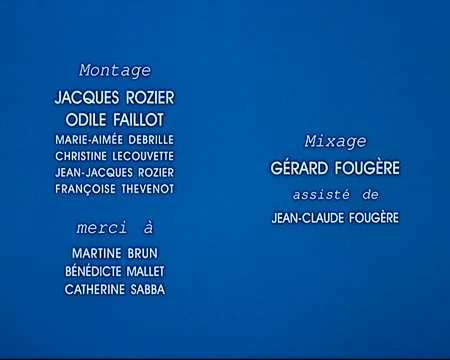 Montage
JACQUES ROZIER
ODILE FAILLOT
MARIE-AIMÉE DEBRILLE
CHRISTINE LECOUVETTE
JEAN-JACQUES ROZIER
FRANÇOISE THEVENOT
merci à
MARTINE BRUN
BÉNÉDICTE MALLET
CATHERINE SABBA
Mixage
GÉRARD FOUGÈRE
assisté de
JEAN-CLAUDE FOUGÈRE